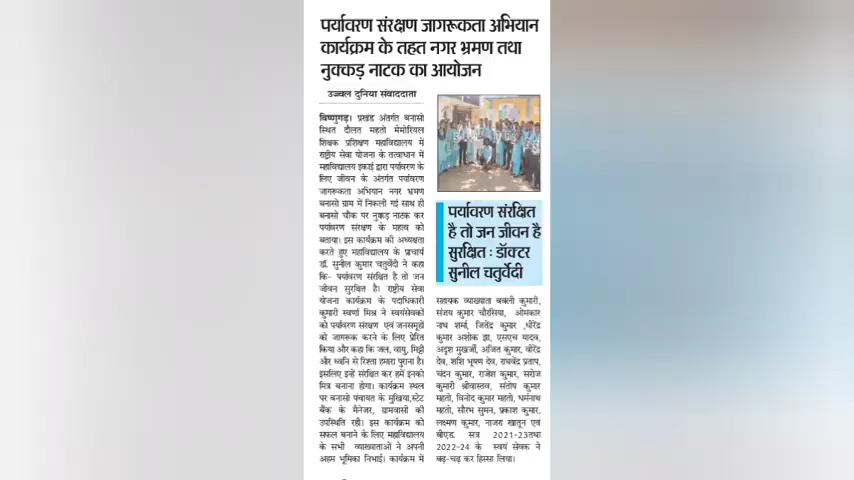 पर्यावरण संरक्षण जागरूकता अभियान
कार्यक्रम के तहत नगर भ्रमण तथा
नुक्कड़ नाटक का आयोजन
उज्ज्वल दुनिया संवाददाता
विष्णुगढ़। प्रखंड अंतर्गत बनासो
स्थित दौलत महतो मेमोरियल
शिक्षक प्रशिक्षण महाविद्यालय में
राष्ट्रीय सेवा योजना के तत्वाधान में
महाविद्यालय इकाई द्वारा पर्यावरण के
लिए जीवन के अंतर्गत पर्यावरण
जागरूकता अभियान नगर भ्रमण
बनासो ग्राम में निकली गई साथ ही
बनासो चौक पर नुक्कड़ नाटक कर
पर्यावरण संरक्षण के महत्व को
बताया। इस कार्यक्रम की अध्यक्षता
करते हुए महाविद्यालय के प्राचार्य
डॉ. सुनील कुमार चतुर्वेदी ने कहा
कि- पर्यावरण संरक्षित है तो जन
जीवन सुरक्षित है। राष्ट्रीय सेवा
योजना कार्यक्रम के पदाधिकारी
कुमारी स्वर्णा मिश्र ने स्वयंसेवकों
को पर्यावरण संरक्षण एवं जनसमूहों
को जागरूक करने के लिए प्रेरित
किया और कहा कि जल, वायु, मिट्टी
और ध्वनि से रिश्ता हमारा पुराना है।
इसलिए इन्हें संरक्षित कर हमें इनको
मित्र बनाना होगा। कार्यक्रम स्थल
पर बनासो पंचायत के मुखिया,स्टेट
बैंक के मैनेजर, ग्रामवासी की
उपस्थिति रही। इस कार्यक्रम को
सफल बनाने के लिए महाविद्यालय
के सभी व्याख्याताओं ने अपनी
अहम भूमिका निभाई। कार्यक्रम में
पर्यावरण संरक्षित
है तो जन जीवन है
सुरक्षित : डॉक्टर
सुनील चतुर्वेदी
सहायक व्याख्याता बबली कुमारी,
संजय कुमार चौरसिया, ओमकार
नाथ शर्मा, जितेंद्र कुमार ,धीरेंद्र
कुमार अशोक झा, एसएच यादव,
अदृश मुखर्जी, अजित कुमार, वीरेंद्र
देव, शशि भूषण देव, राघवेंद्र प्रताप,
चंदन कुमार, राजेश कुमार, सरोज
कुमारी श्रीवास्तव, संतोष कुमार
महतो, विनोद कुमार महतो, धर्मनाथ
महतो, सौरभ सुमन, प्रकाश कुमार,
लक्ष्मण कुमार, नाजरा खातून एवं
बीएड. सत्र 2021-23तथा
2022-24 के स्वयं सेवक ने
बढ़-चढ़ कर हिस्सा लिया।